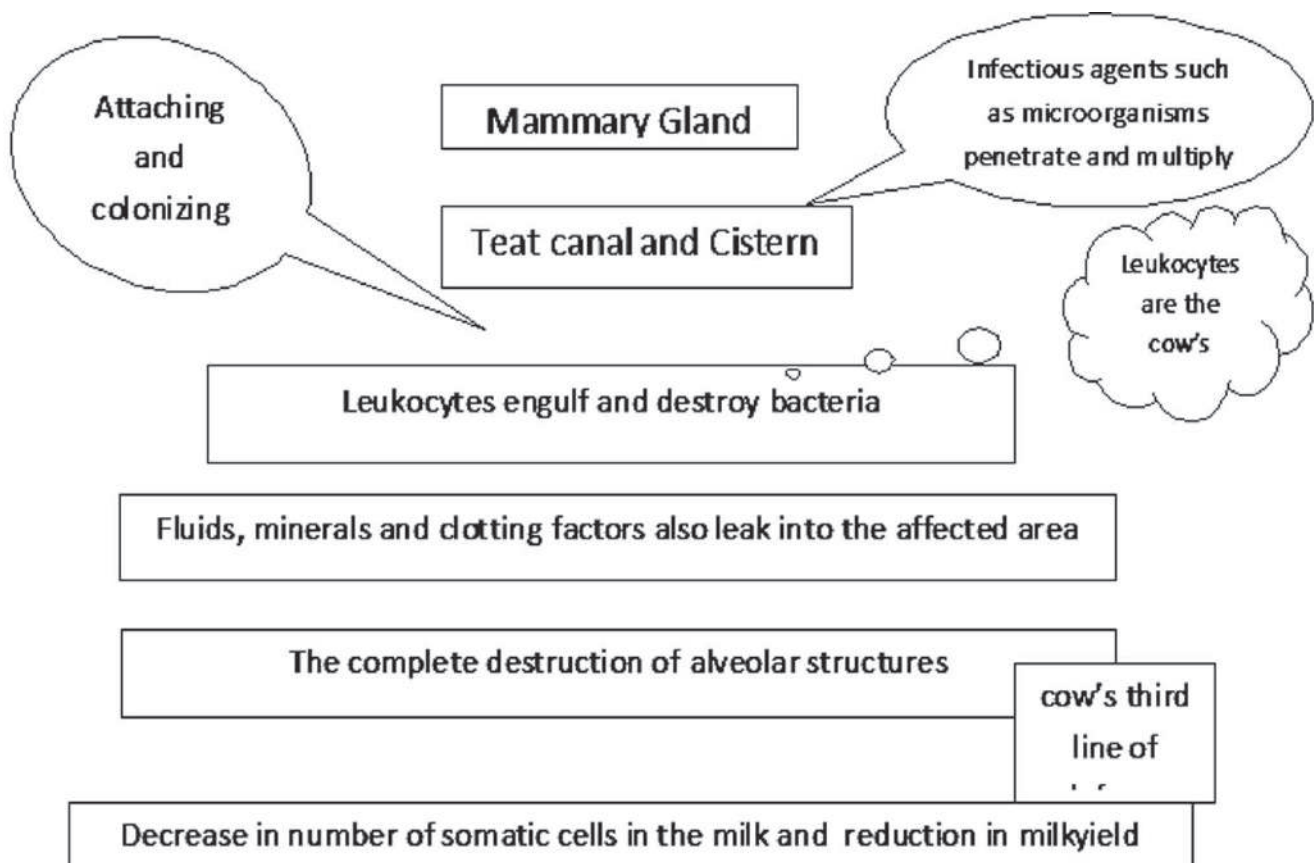 Attaching
and
colonizing
Mammary Gland
Infectious agents such
as microorganisms
penetrate and multiply
Teat canal and Cistern
Leukocytes
are the
cow's
Leukocytes engulf and destroy bacteria
Fluids, minerals and clotting factors also leak into the affected area
The complete destruction of alveolar structures
cow's third
line of
Decrease in number of somatic cells in the milk and reduction in milkyield